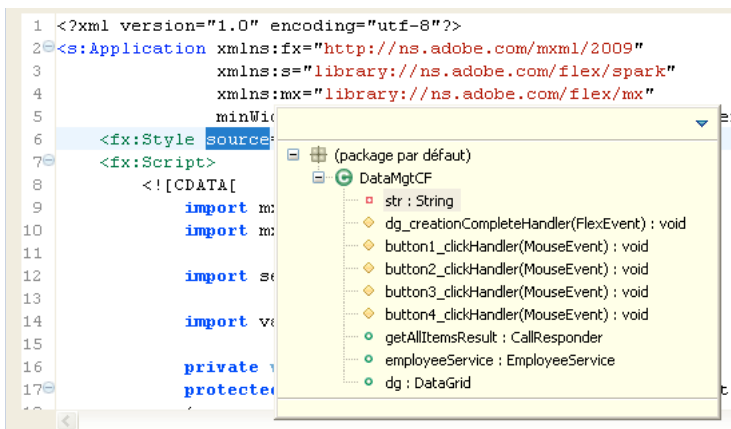 1 <?xml version="1.0" encoding="utf-8"?>
2 <s:Application xmlns:fx="http://ns.adobe.com/mxml/2009"
3 xmlns:s="library://ns.adobe.com/flex/spark"
4 xmlns:mx="library://ns.adobe.com/flex/mx"
5
6 <fx:Style source=
7 <fx:Script>
8 <![CDATA[
9 import
10 import
11
12 import
13
14 import
15
16 private
17 protected
(package par défaut)
DataMgtCF
str : String
dg_creationCompleteHandler(FlexEvent) : void
button1_clickHandler(MouseEvent) : void
button2_clickHandler(MouseEvent) : void
button3_clickHandler(MouseEvent) : void
button4_clickHandler(MouseEvent) : void
getAllItemsResult : CallResponder
employeeService : EmployeeService
dg : DataGrid